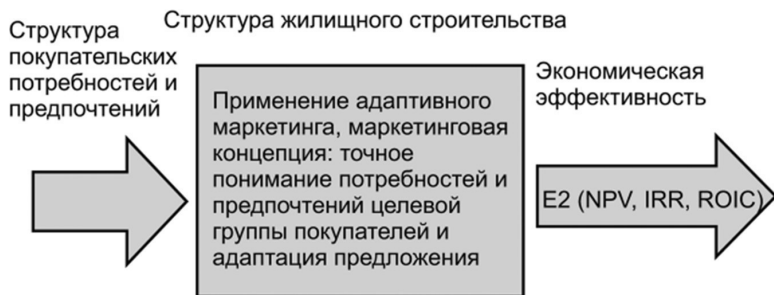 Структура жилищного строительства
Структура
покупательских
потребностей и
предпочтений
Применение адаптивного
маркетинга, маркетинговая
концепция: точное
понимание потребностей и
предпочтений целевой
группы покупателей и
адаптация предложения
Экономическая
эффективность
E2 (NPV, IRR, ROIC)